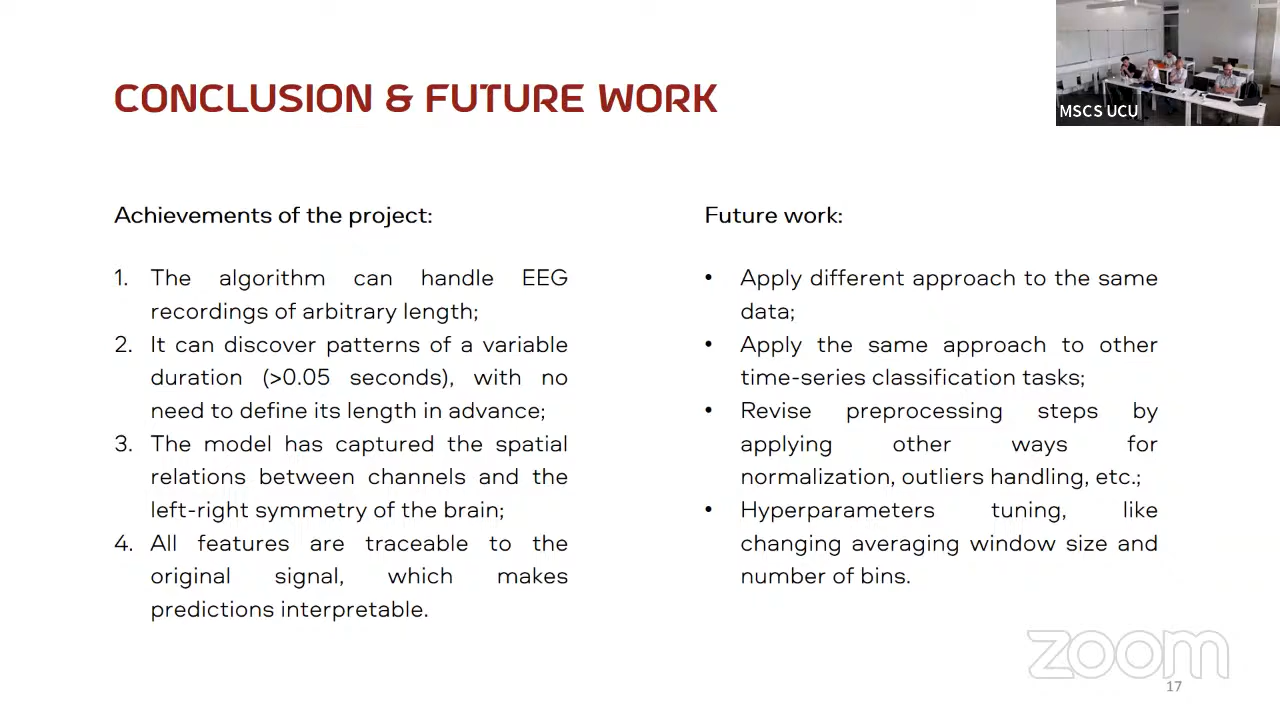 CONCLUSION & FUTURE WORK
MSCS UCU
Achievements of the project:
1. The algorithm can handle EEG
recordings of arbitrary length;
2. It can discover patterns of a variable
duration (>0.05 seconds), with no
need to define its length in advance;
3. The model has captured the spatial
relations between channels and the
left-right symmetry of the brain;
4. All features are traceable to the
original signal, which makes
predictions interpretable.
Future work:
• Apply different approach to the same
data;
• Apply the same approach to other
time-series classification tasks;
• Revise preprocessing steps by
applying other ways for
normalization, outliers handling, etc.;
• Hyperparameters tuning, like
changing averaging window size and
number of bins.
zoom
17